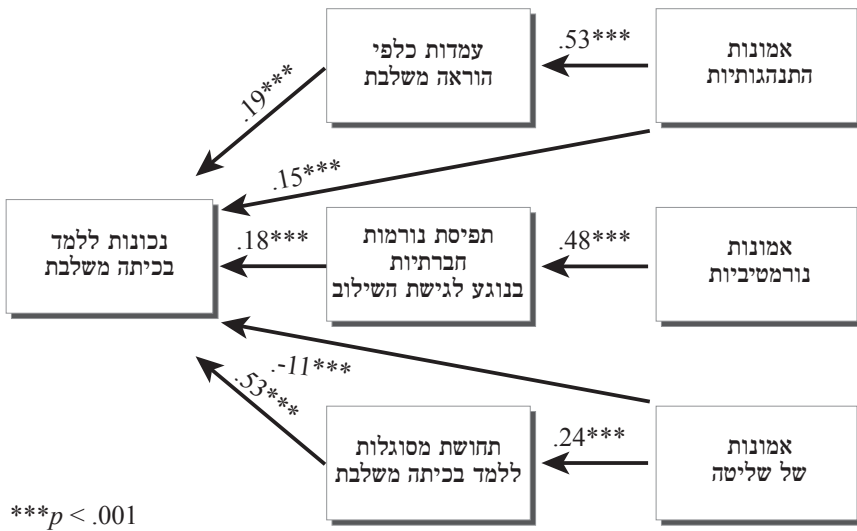 אמונות
התנהגותיות
.53***
עמדות כלפי
הוראה משלבת
.19***
.15***
אמונות
נורמטיביות
.48***
תפיסת נורמות
חברתיות
בנוגע לגישת השילוב
.18***
נכונות ללמד
בכיתה משלבת
.-11***
.53***
אמונות
של שליטה
.24***
תחושת מסוגלות
ללמד בכיתה משלבת
***p < .001